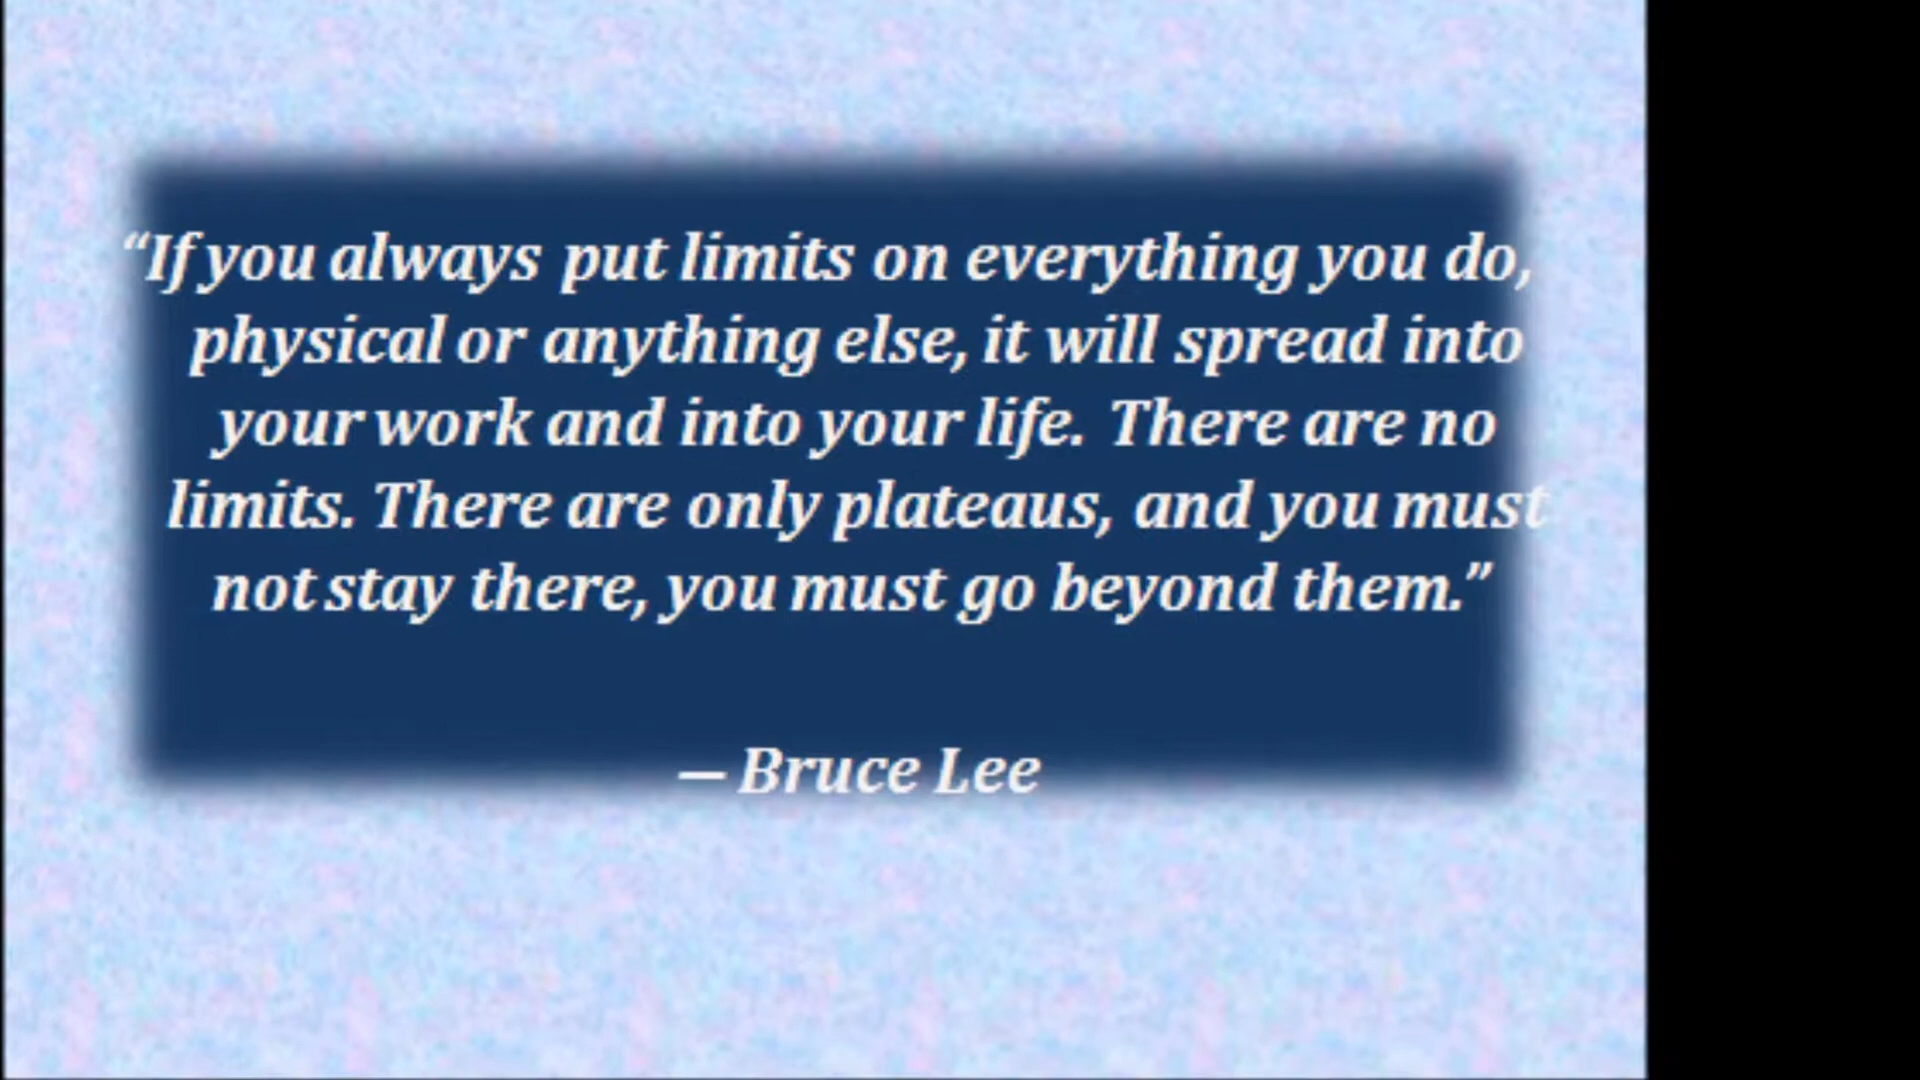 “If you always put limits on everything you do,
physical or anything else, it will spread into
your work and into your life. There are no
limits. There are only plateaus, and you must
not stay there, you must go beyond them.”
— Bruce Lee